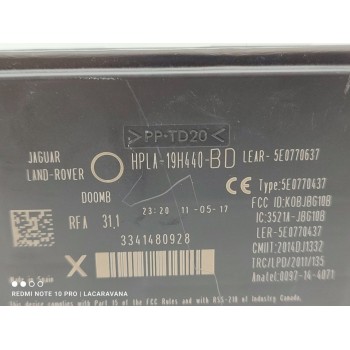 >PP-TD20<
JAGUAR
LAND-ROVER
HPLA-19H440-BD
LEAR- 5E0770637
DOOMB
Type:5E0770437
FCC ID:KOBJBG10B
IC:3521A-JBG10B
LER-5E0770437
CMIIT:2014DJ1332
TRC/LPD/2011/135
Anatel:0097-14-4071
23:20 11-05-17
RFA 31.1
3341480928
X
This device complies with Part 15 of the FCC Rules and with RSS-210 of Industry Canada.
REDMI NOTE 10 PRO | LACARAVANA